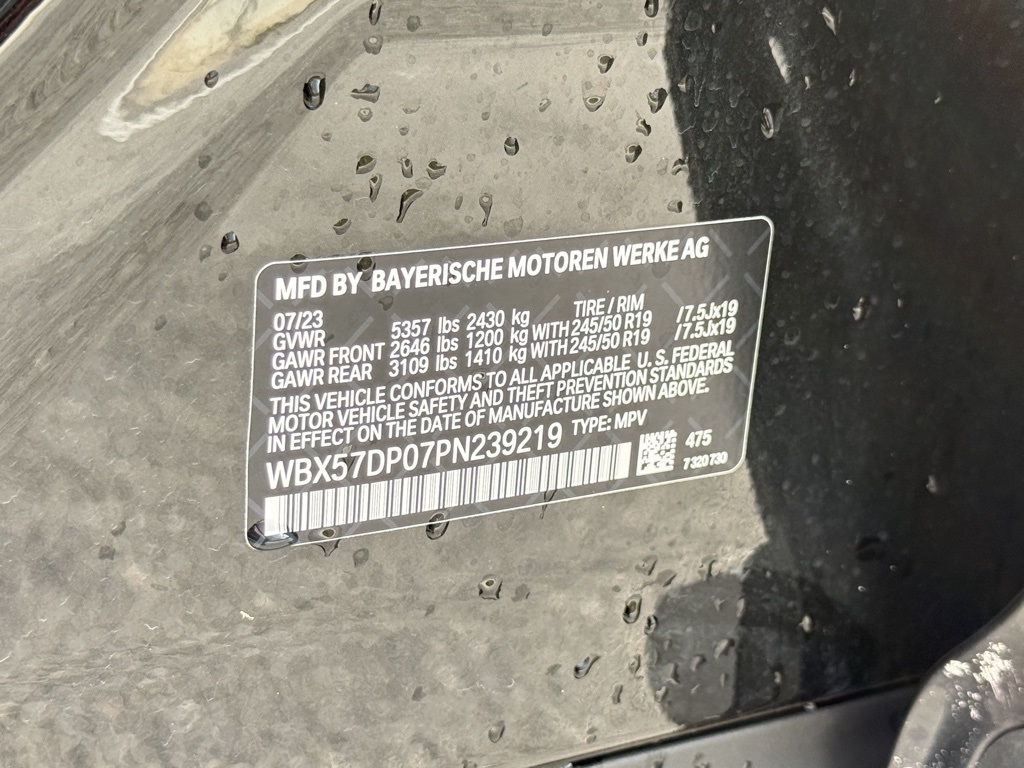 MFD BY BAYERISCHE MOTOREN WERKE AG
07/23 TIRE / RIM
GVWR 5357 lbs 2430 kg
GAWR FRONT 2646 lbs 1200 kg WITH 245/50 R19 /7.5Jx19
GAWR REAR 3109 lbs 1410 kg WITH 245/50 R19 /7.5Jx19
THIS VEHICLE CONFORMS TO ALL APPLICABLE U. S. FEDERAL
MOTOR VEHICLE SAFETY AND THEFT PREVENTION STANDARDS
IN EFFECT ON THE DATE OF MANUFACTURE SHOWN ABOVE.
WBX57DP07PN239219 TYPE: MPV
475
7 320 730